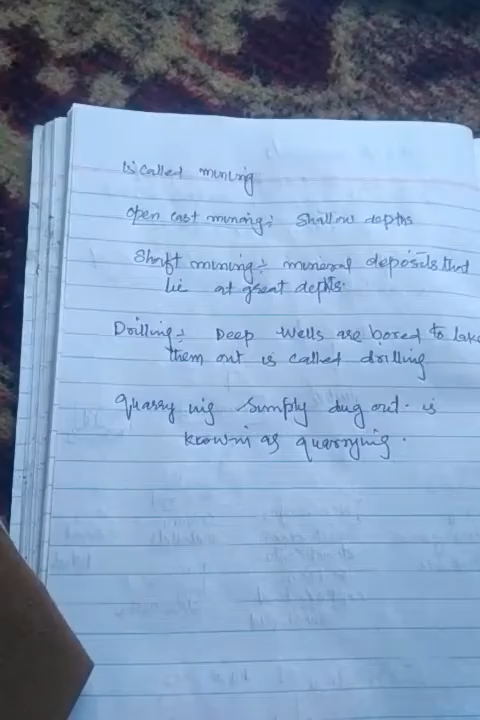 is called mining
open cast mining:- Shallow depths
Shaft mining:- mineral deposits that
lie at great depths.
Drilling:- Deep wells are bored to take
them out is called drilling
quarrying simply dug out. is
known as quarrying.